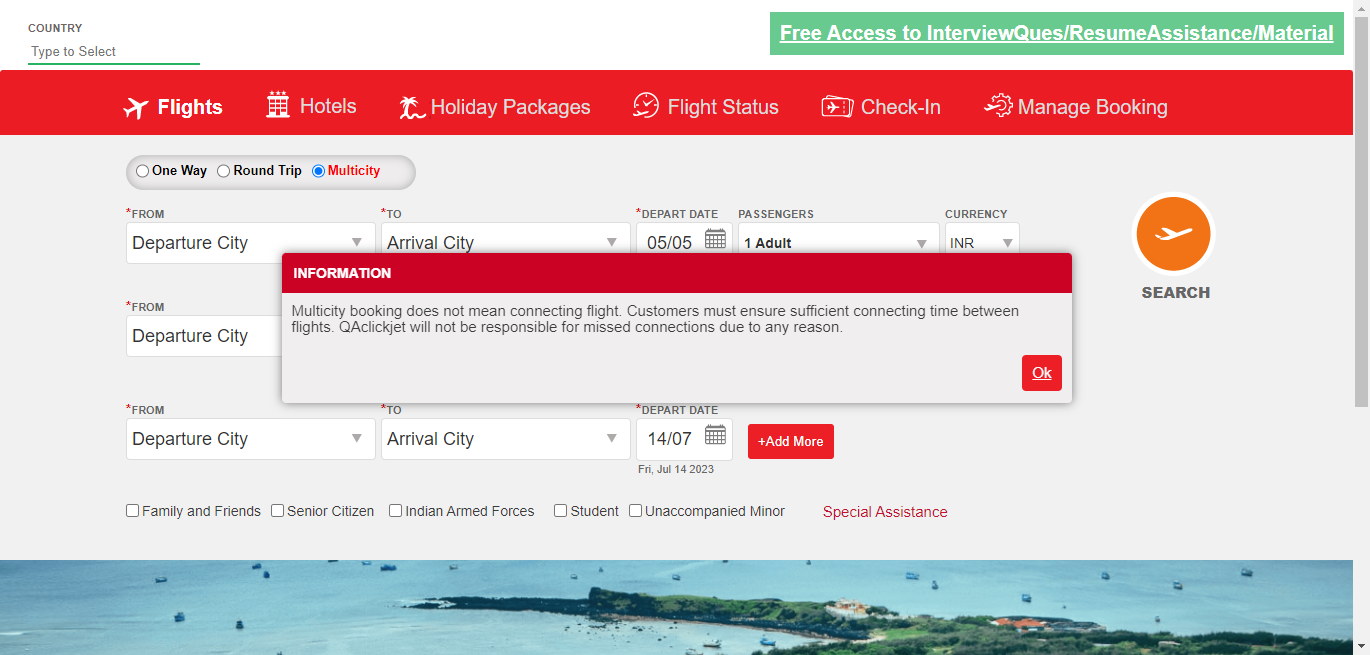 COUNTRY
Type to Select
Free Access to InterviewQues/ResumeAssistance/Material
Flights Hotels Holiday Packages Flight Status Check-In Manage Booking
One Way Round Trip Multicity
*FROM *TO *DEPART DATE PASSENGERS CURRENCY
Departure City Arrival City 05/05 1 Adult INR
SEARCH
INFORMATION
Multicity booking does not mean connecting flight. Customers must ensure sufficient connecting time between
flights. QAclickjet will not be responsible for missed connections due to any reason.
Ok
*FROM
Departure City
*FROM *TO *DEPART DATE
Departure City Arrival City 14/07 +Add More
Fri, Jul 14 2023
Family and Friends Senior Citizen Indian Armed Forces Student Unaccompanied Minor Special Assistance